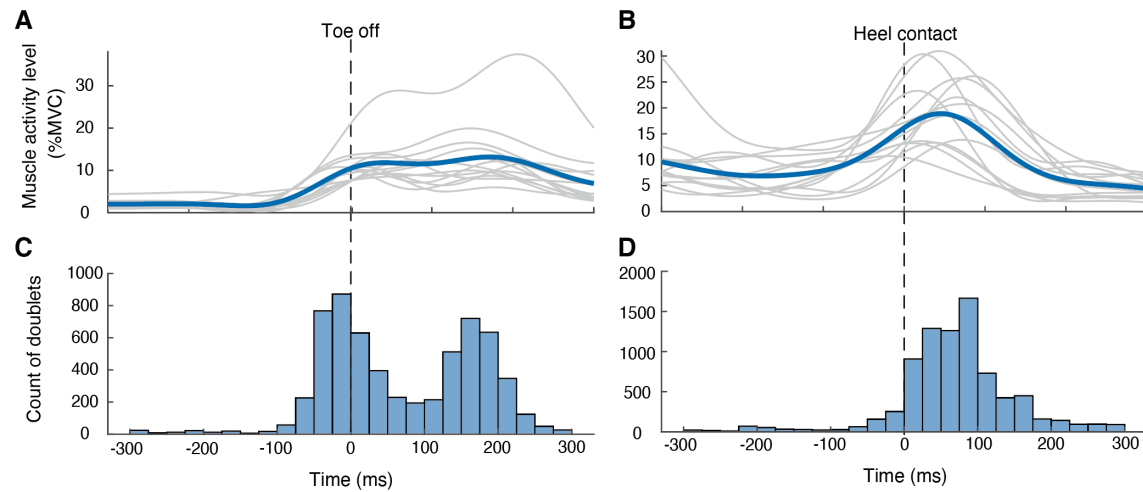 A
B
Toe off
Heel contact
Muscle activity level
(%MVC)
30
20
10
0
30
25
20
15
10
5
0
C
D
Count of doublets
1000
800
600
400
200
0
-300 -200 -100 0 100 200 300
Time (ms)
2000
1500
1000
500
0
-300 -200 -100 0 100 200 300
Time (ms)